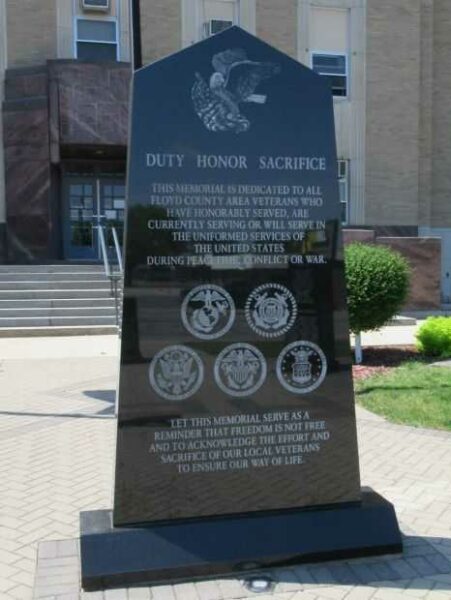 DUTY HONOR SACRIFICE
THIS MEMORIAL IS DEDICATED TO ALL
FLOYD COUNTY AREA VETERANS WHO
HAVE HONORABLY SERVED, ARE
CURRENTLY SERVING OR WILL SERVE IN
THE UNIFORMED SERVICES OF
THE UNITED STATES
DURING PEACETIME, CONFLICT OR WAR.
LET THIS MEMORIAL SERVE AS A
REMINDER THAT FREEDOM IS NOT FREE
AND TO ACKNOWLEDGE THE EFFORT AND
SACRIFICE OF OUR LOCAL VETERANS
TO ENSURE OUR WAY OF LIFE.